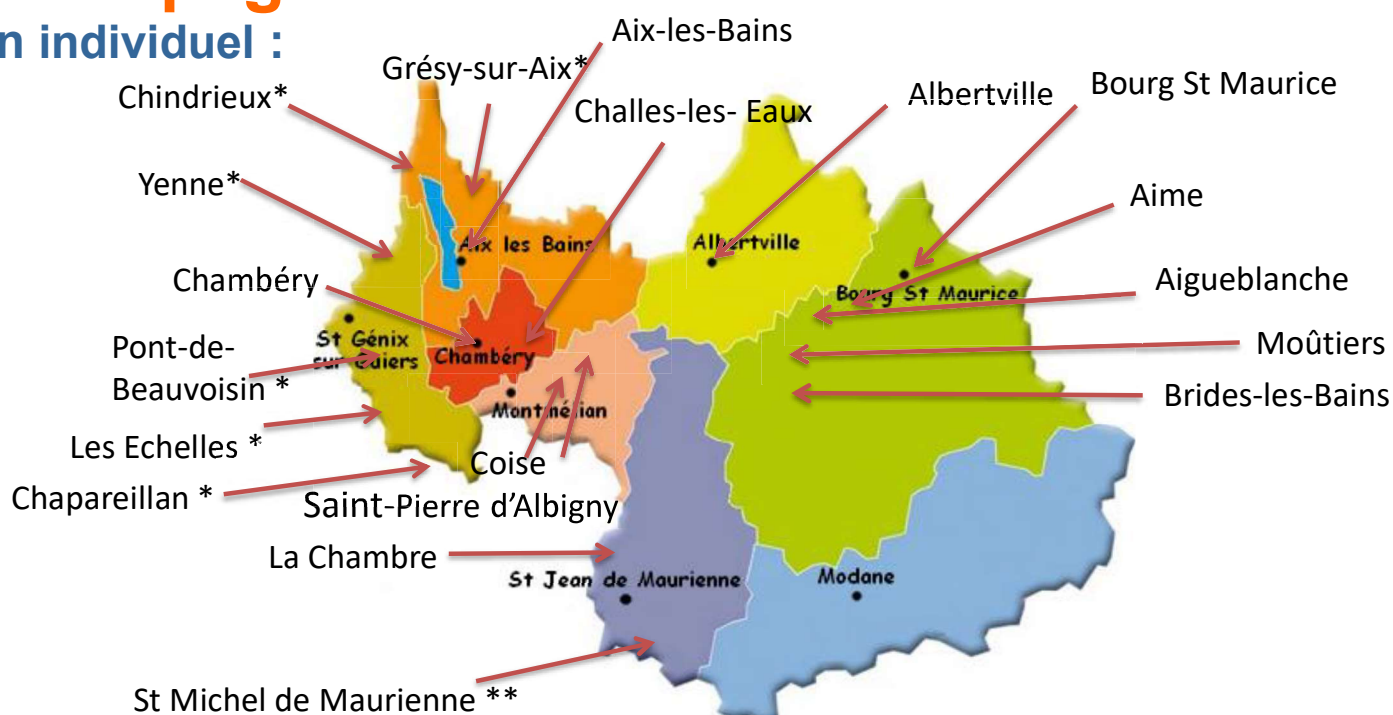 n individuel :
Aix-les-Bains
Grésy-sur-Aix*
Chindrieux*
Challes-les- Eaux
Albertville
Bourg St Maurice
Yenne*
Aime
Aix les Bains
Albertville
Chambéry
Bourg St Maurice
Aigueblanche
St Génix
sur Guiers
Pont-de-
Beauvoisin *
Chambéry
Moûtiers
Brides-les-Bains
Montmélian
Les Echelles *
Coise
Chapareillan *
Saint-Pierre d’Albigny
La Chambre
St Jean de Maurienne
Modane
St Michel de Maurienne **